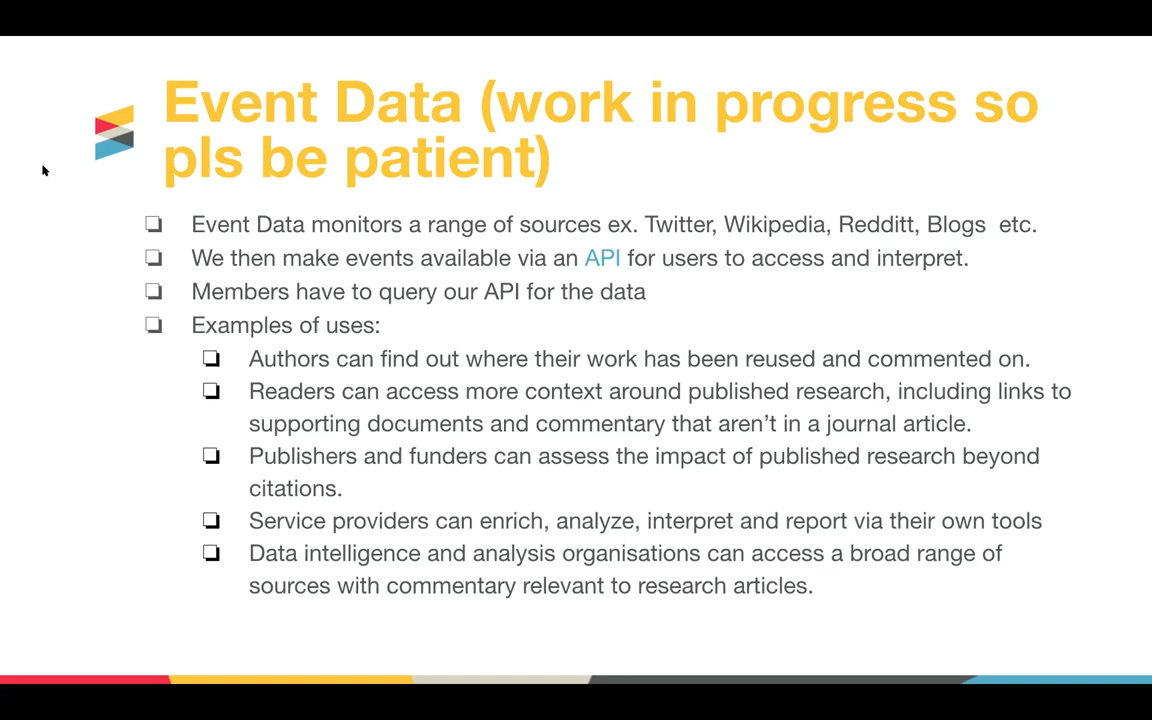 Event Data (work in progress so
pls be patient)
Event Data monitors a range of sources ex. Twitter, Wikipedia, Redditt, Blogs  etc.
We then make events available via an API for users to access and interpret.
Members have to query our API for the data
Examples of uses:
Authors can find out where their work has been reused and commented on.
Readers can access more context around published research, including links to
supporting documents and commentary that aren’t in a journal article.
Publishers and funders can assess the impact of published research beyond
citations.
Service providers can enrich, analyze, interpret and report via their own tools
Data intelligence and analysis organisations can access a broad range of
sources with commentary relevant to research articles.